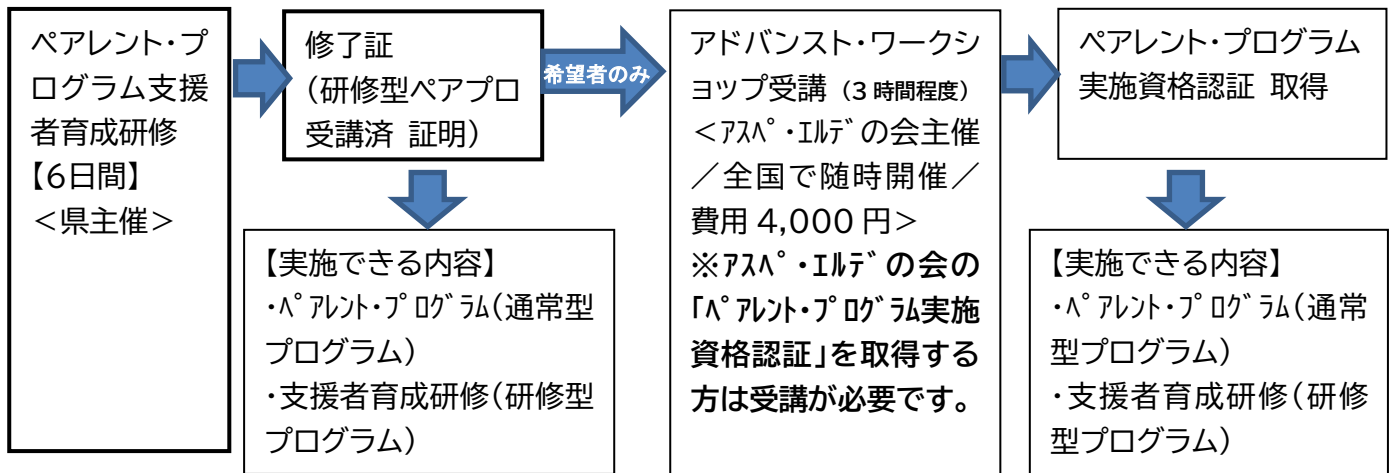 ペアレント・プ
ログラム支援
者育成研修
【6日間】
<県主催>
修了証
(研修型ペアプロ
受講済 証明)
希望者のみ
アドバンスト・ワークシ
ョップ受講 (3時間程度)
<ｱｽﾍﾟ・ｴﾙﾃﾞの会主催
/全国で随時開催/
費用 4,000 円>
※ｱｽﾍﾟ・ｴﾙﾃﾞの会の
「ﾍﾟｱﾚﾝﾄ・ﾌﾟﾛｸﾞﾗﾑ実施
資格認証」を取得する
方は受講が必要です。
ペアレント・プログラム
実施資格認証 取得
【実施できる内容】
・ﾍﾟｱﾚﾝﾄ・ﾌﾟﾛｸﾞﾗﾑ(通常型
プログラム)
・支援者育成研修(研修型
プログラム)
【実施できる内容】
・ﾍﾟｱﾚﾝﾄ・ﾌﾟﾛｸﾞﾗﾑ(通常
型プログラム)
・支援者育成研修(研修
型プログラム)